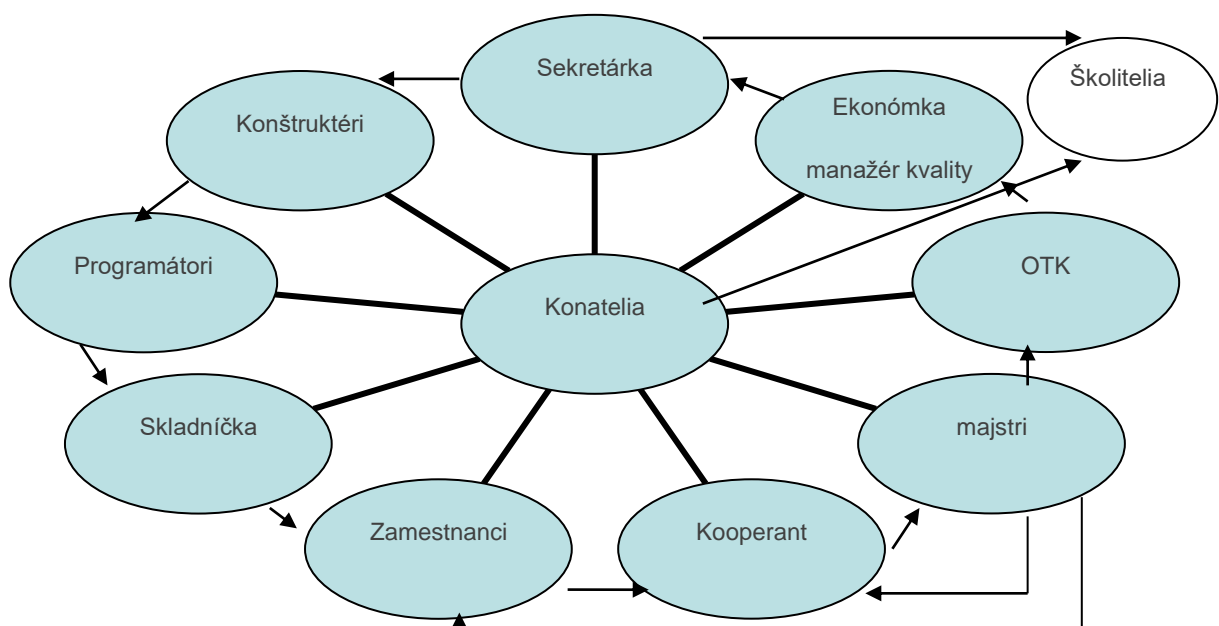 Sekretárka
Školitelia
Ekonómka
manažér kvality
Konštruktéri
Programátori
OTK
Konatelia
Skladníčka
majstri
Zamestnanci
Kooperant